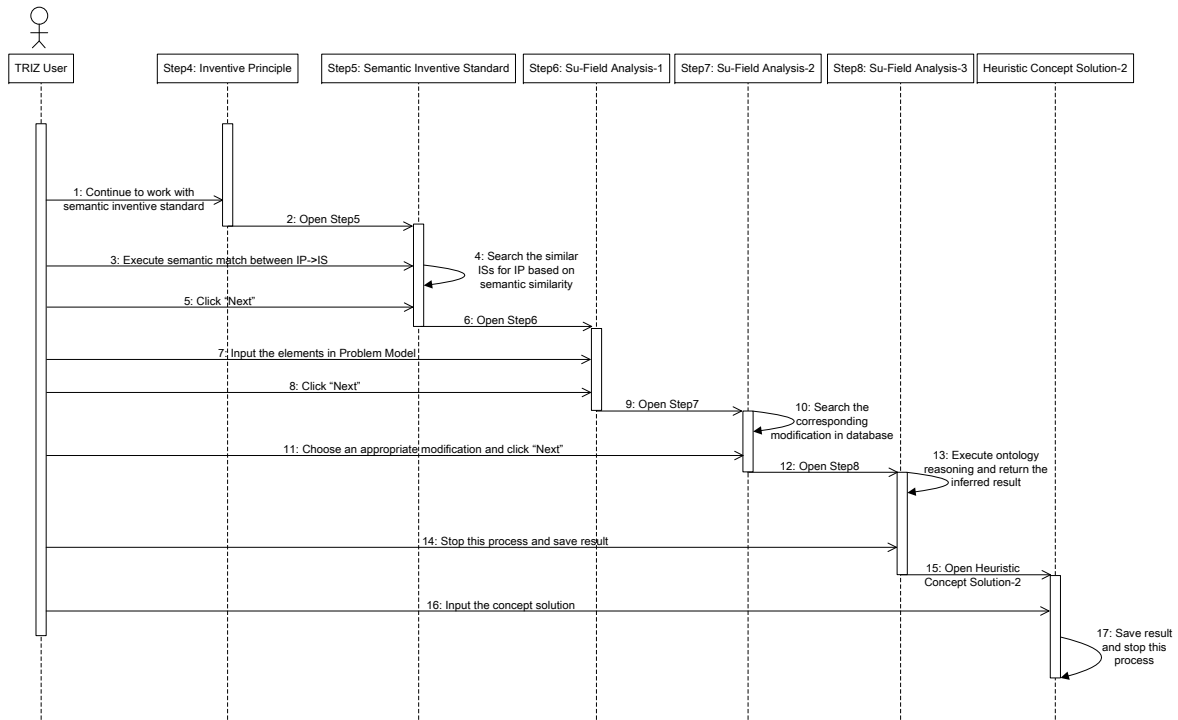 TRIZ User
Step4: Inventive Principle
Step5: Semantic Inventive Standard
Step6: Su-Field Analysis-1
Step7: Su-Field Analysis-2
Step8: Su-Field Analysis-3
Heuristic Concept Solution-2
1: Continue to work with
semantic inventive standard
2: Open Step5
3: Execute semantic match between IP->IS
4: Search the similar
ISs for IP based on
semantic similarity
5: Click “Next”
6: Open Step6
7: Input the elements in Problem Model
8: Click “Next”
9: Open Step7
10: Search the
corresponding
modification in database
11: Choose an appropriate modification and click “Next”
12: Open Step8
13: Execute ontology
reasoning and return the
inferred result
14: Stop this process and save result
15: Open Heuristic
Concept Solution-2
16: Input the concept solution
17: Save result
and stop this
process